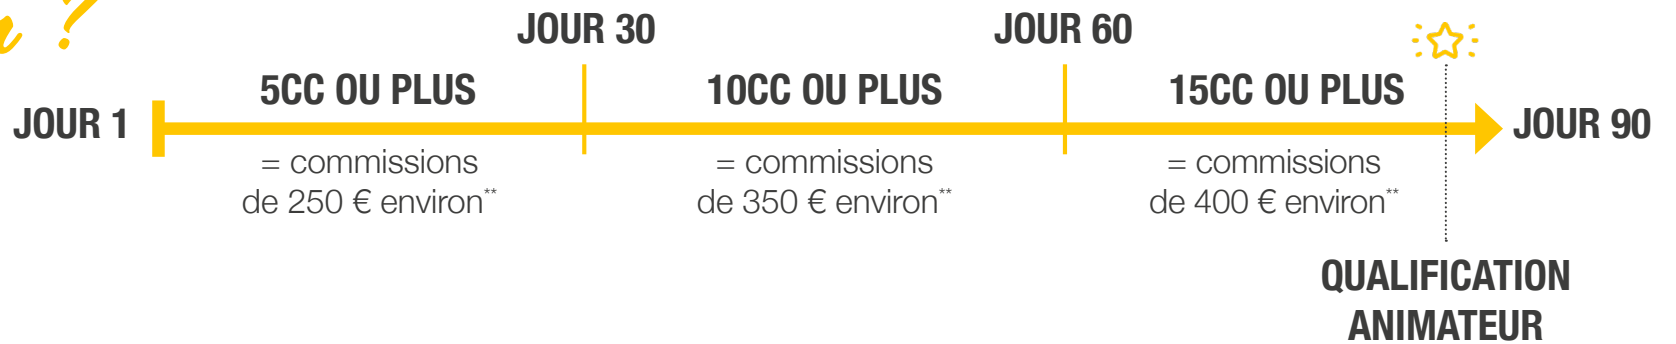 ?
JOUR 30
JOUR 60
5CC OU PLUS
10CC OU PLUS
15CC OU PLUS
JOUR 1
JOUR 90
= commissions
de 250 € environ**
= commissions
de 350 € environ**
= commissions
de 400 € environ**
QUALIFICATION
ANIMATEUR